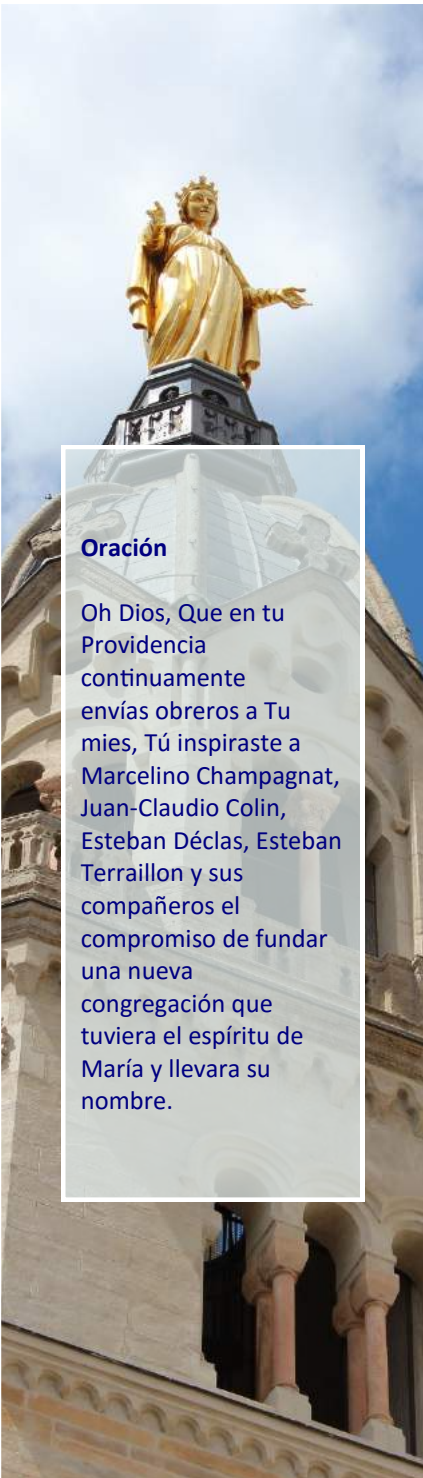 Oración
Oh Dios, Que en tu
Providencia
continuamente
envías obreros a Tu
mies, Tú inspiraste a
Marcelino Champagnat,
Juan-Claudio Colin,
Esteban Déclas, Esteban
Terraillon y sus
compañeros el
compromiso de fundar
una nueva
congregación que
tuviera el espíritu de
María y llevara su
nombre.